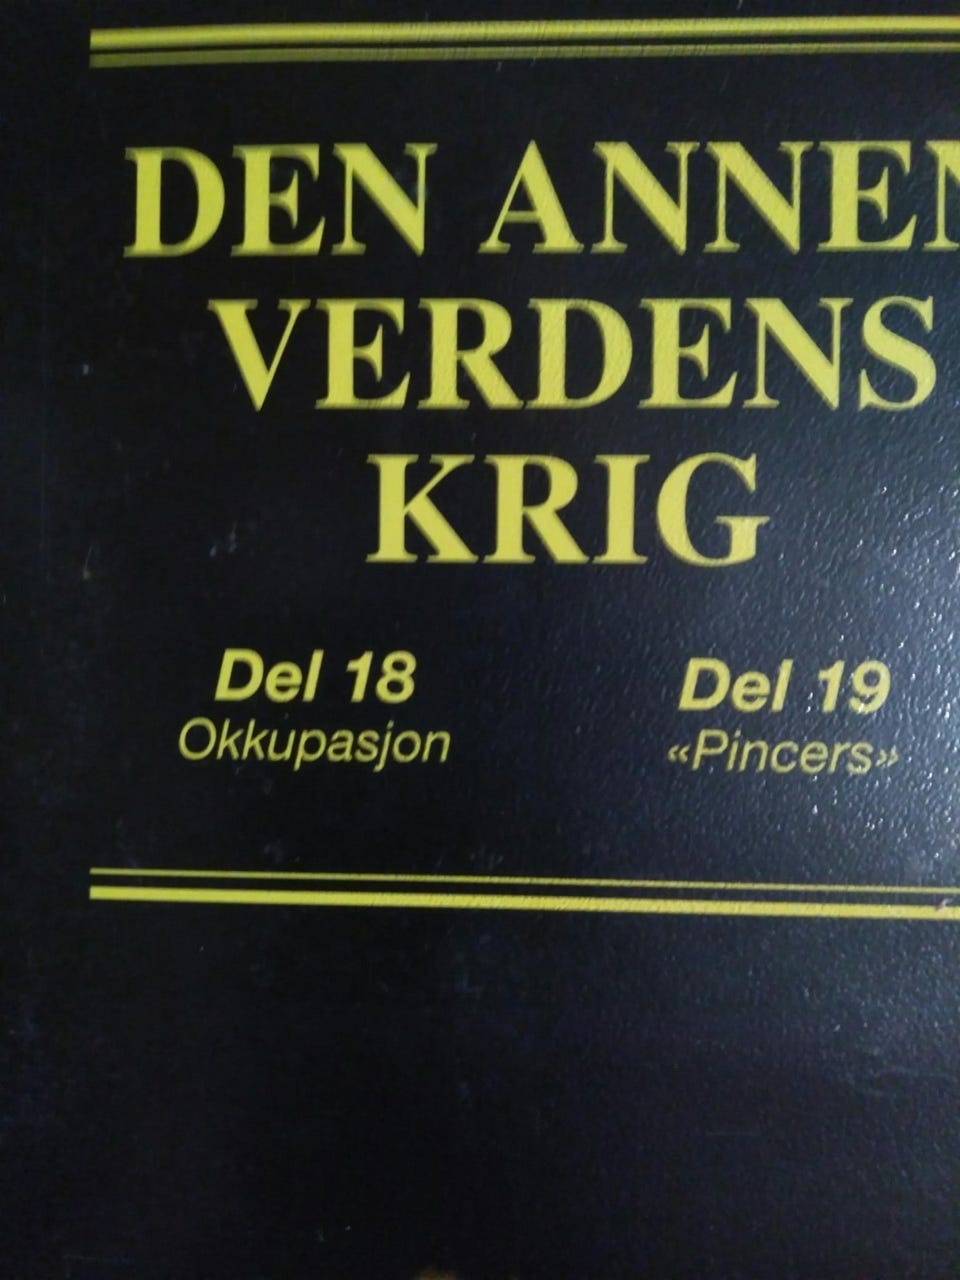 DEN ANNEN
VERDENS
KRIG
Del 18
Okkupasjon
Del 19
«Pincers»